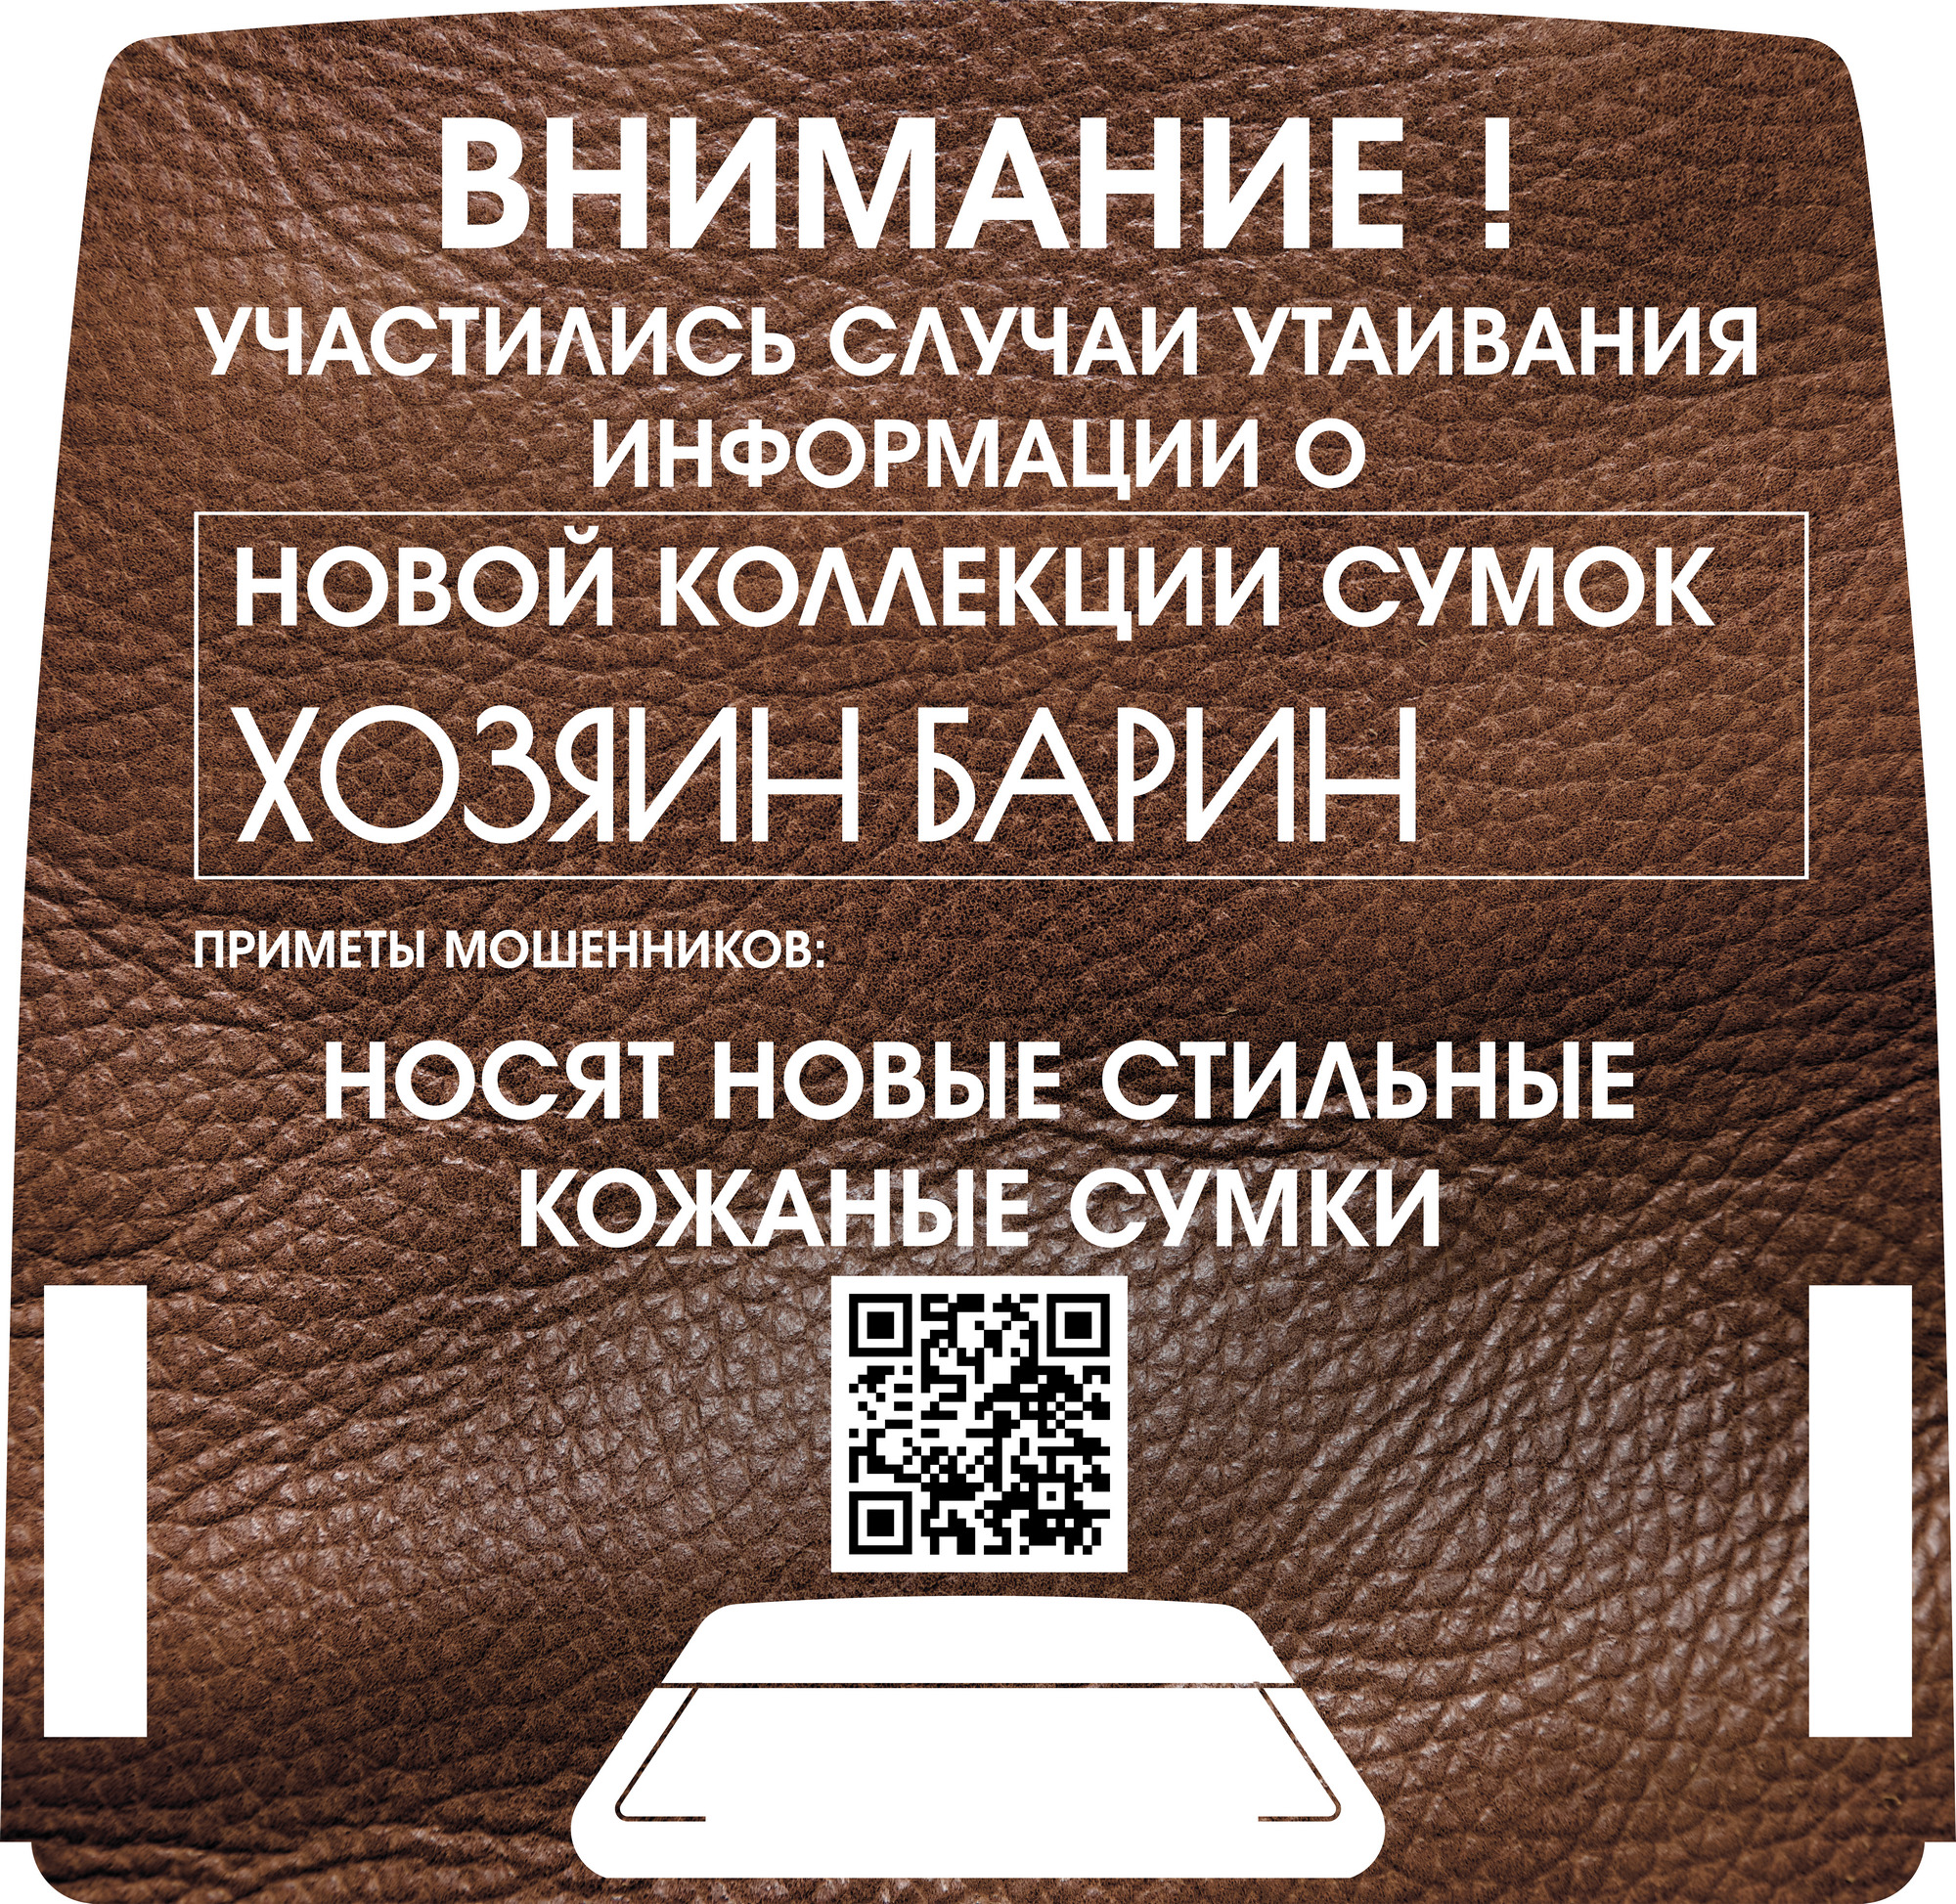 ВНИМАНИЕ !
УЧАСТИЛИСЬ СЛУЧАИ УТАИВАНИЯ
ИНФОРМАЦИИ О
НОВОЙ КОЛЛЕКЦИИ СУМОК
ХОЗЯИН БАРИН
ПРИМЕТЫ МОШЕННИКОВ:
НОСЯТ НОВЫЕ СТИЛЬНЫЕ
КОЖАНЫЕ СУМКИ